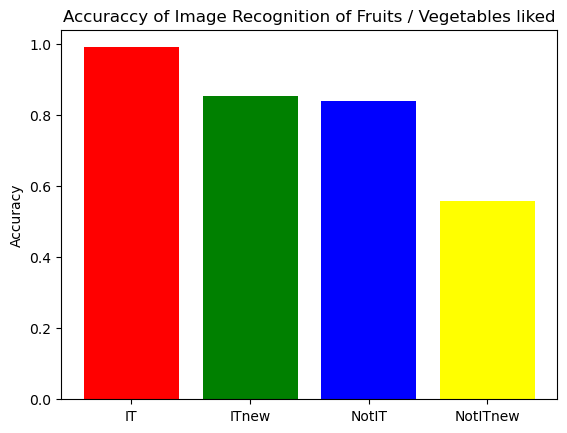 Accuraccy of Image Recognition of Fruits / Vegetables liked
1.0
0.8
0.6
0.4
0.2
0.0
Accuracy
IT
ITnew
NotIT
NotITnew